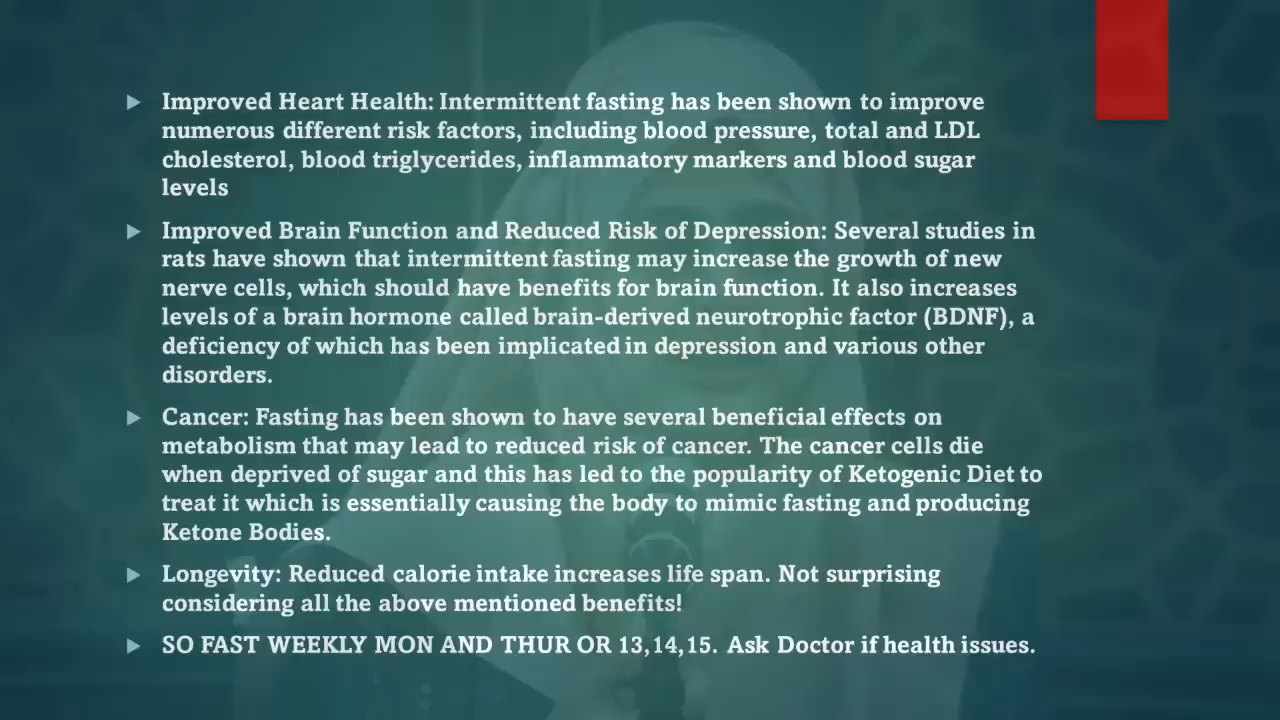 Improved Heart Health: Intermittent fasting has been shown to improve
numerous different risk factors, including blood pressure, total and LDL
cholesterol, blood triglycerides, inflammatory markers and blood sugar
levels
Improved Brain Function and Reduced Risk of Depression: Several studies in
rats have shown that intermittent fasting may increase the growth of new
nerve cells, which should have benefits for brain function. It also increases
levels of a brain hormone called brain-derived neurotrophic factor (BDNF), a
deficiency of which has been implicated in depression and various other
disorders.
Cancer: Fasting has been shown to have several beneficial effects on
metabolism that may lead to reduced risk of cancer. The cancer cells die
when deprived of sugar and this has led to the popularity of Ketogenic Diet to
treat it which is essentially causing the body to mimic fasting and producing
Ketone Bodies.
Longevity: Reduced calorie intake increases life span. Not surprising
considering all the above mentioned benefits!
SO FAST WEEKLY MON AND THUR OR 13,14,15. Ask Doctor if health issues.